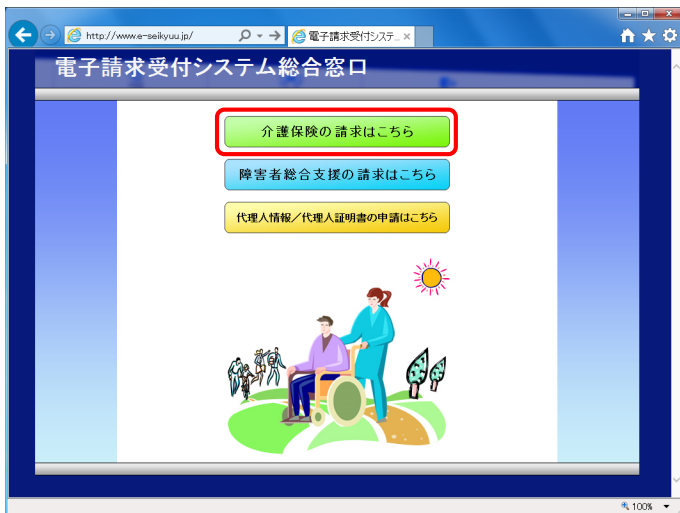 http://www.e-seikyuu.jp/
電子請求受付システ...
電子請求受付システム総合窓口
介護保険の請求はこちら
障害者総合支援の請求はこちら
代理人情報／代理人証明書の申請はこちら
100%